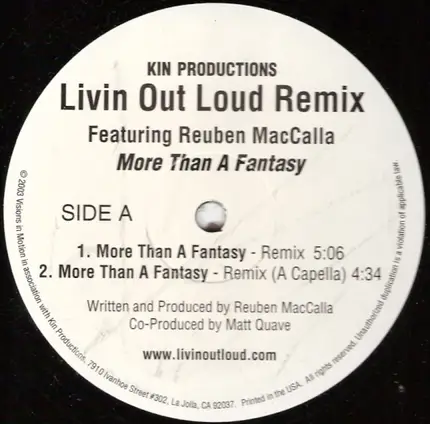 KIN PRODUCTIONS
Livin Out Loud Remix
Featuring Reuben MacCalla
More Than A Fantasy
SIDE A
1. More Than A Fantasy - Remix 5:06
2. More Than A Fantasy - Remix (A Capella) 4:34
Written and Produced by Reuben MacCalla
Co-Produced by Matt Quave
www.livinoutloud.com
© 2003 Visions in Motion in association with Kin Productions, 7910 Ivanhoe Street #302, La Jolla, CA 92037. Printed in the USA. All rights reserved. Unauthorized duplication is a violation of applicable law.